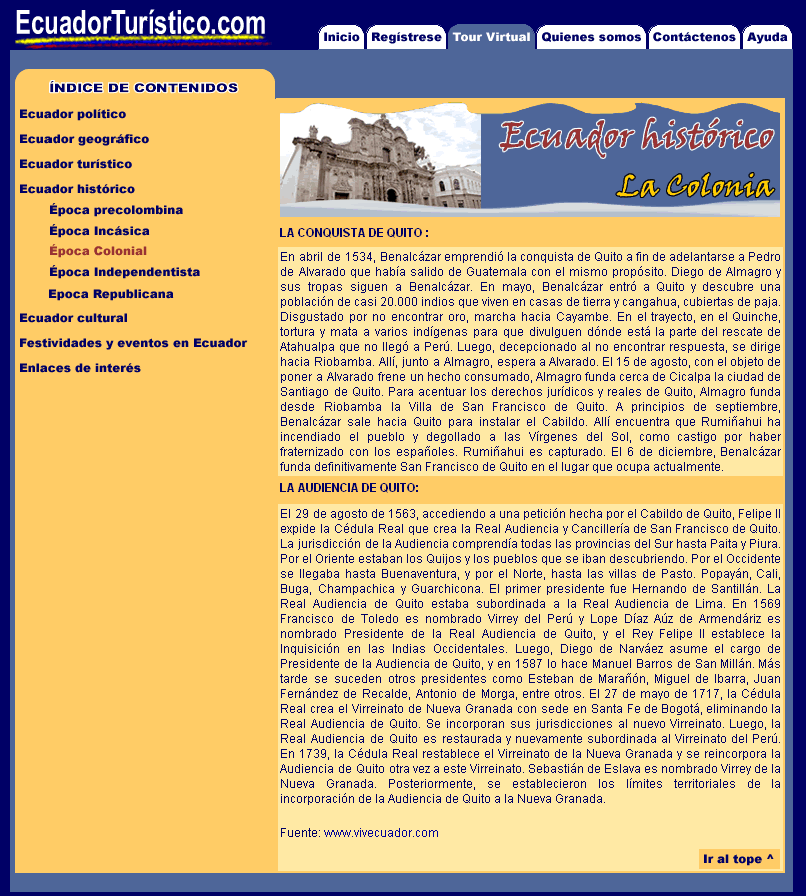 EcuadorTurístico.com
Inicio
Regístrese
Tour Virtual
Quienes somos
Contáctenos
Ayuda
ÍNDICE DE CONTENIDOS
Ecuador político
Ecuador geográfico
Ecuador turístico
Ecuador histórico
Época precolombina
Época Incásica
Época Colonial
Época Independentista
Epoca Republicana
Ecuador cultural
Festividades y eventos en Ecuador
Enlaces de interés
Ecuador histórico
La Colonia
LA CONQUISTA DE QUITO :
En abril de 1534, Benalcázar emprendió la conquista de Quito a fin de adelantarse a Pedro
de Alvarado que había salido de Guatemala con el mismo propósito. Diego de Almagro y
sus tropas siguen a Benalcázar. En mayo, Benalcázar entró a Quito y descubre una
población de casi 20.000 indios que viven en casas de tierra y cangahua, cubiertas de paja.
Disgustado por no encontrar oro, marcha hacia Cayambe. En el trayecto, en el Quinche,
tortura y mata a varios indígenas para que divulguen dónde está la parte del rescate de
Atahualpa que no llegó a Perú. Luego, decepcionado al no encontrar respuesta, se dirige
hacia Riobamba. Allí, junto a Almagro, espera a Alvarado. El 15 de agosto, con el objeto de
poner a Alvarado frene un hecho consumado, Almagro funda cerca de Cicalpa la ciudad de
Santiago de Quito. Para acentuar los derechos jurídicos y reales de Quito, Almagro funda
desde Riobamba la Villa de San Francisco de Quito. A principios de septiembre,
Benalcázar sale hacia Quito para instalar el Cabildo. Allí encuentra que Rumiñahui ha
incendiado el pueblo y degollado a las Vírgenes del Sol, como castigo por haber
fraternizado con los españoles. Rumiñahui es capturado. El 6 de diciembre, Benalcázar
funda definitivamente San Francisco de Quito en el lugar que ocupa actualmente.
LA AUDIENCIA DE QUITO:
El 29 de agosto de 1563, accediendo a una petición hecha por el Cabildo de Quito, Felipe II
expide la Cédula Real que crea la Real Audiencia y Cancillería de San Francisco de Quito.
La jurisdicción de la Audiencia comprendía todas las provincias del Sur hasta Paita y Piura.
Por el Oriente estaban los Quijos y los pueblos que se iban descubriendo. Por el Occidente
se llegaba hasta Buenaventura, y por el Norte, hasta las villas de Pasto. Popayán, Cali,
Buga, Champachica y Guarchicona. El primer presidente fue Hernando de Santillán. La
Real Audiencia de Quito estaba subordinada a la Real Audiencia de Lima. En 1569
Francisco de Toledo es nombrado Virrey del Perú y Lope Díaz Aúz de Armendáriz es
nombrado Presidente de la Real Audiencia de Quito, y el Rey Felipe II establece la
Inquisición en las Indias Occidentales. Luego, Diego de Narváez asume el cargo de
Presidente de la Audiencia de Quito, y en 1587 lo hace Manuel Barros de San Millán. Más
tarde se suceden otros presidentes como Esteban de Marañón, Miguel de Ibarra, Juan
Fernández de Recalde, Antonio de Morga, entre otros. El 27 de mayo de 1717, la Cédula
Real crea el Virreinato de Nueva Granada con sede en Santa Fe de Bogotá, eliminando la
Real Audiencia de Quito. Se incorporan sus jurisdicciones al nuevo Virreinato. Luego, la
Real Audiencia de Quito es restaurada y nuevamente subordinada al Virreinato del Perú.
En 1739, la Cédula Real restablece el Virreinato de la Nueva Granada y se reincorpora la
Audiencia de Quito otra vez a este Virreinato. Sebastián de Eslava es nombrado Virrey de la
Nueva Granada. Posteriormente, se establecieron los límites territoriales de la
incorporación de la Audiencia de Quito a la Nueva Granada.
Fuente: www.vivecuador.com
Ir al tope ^